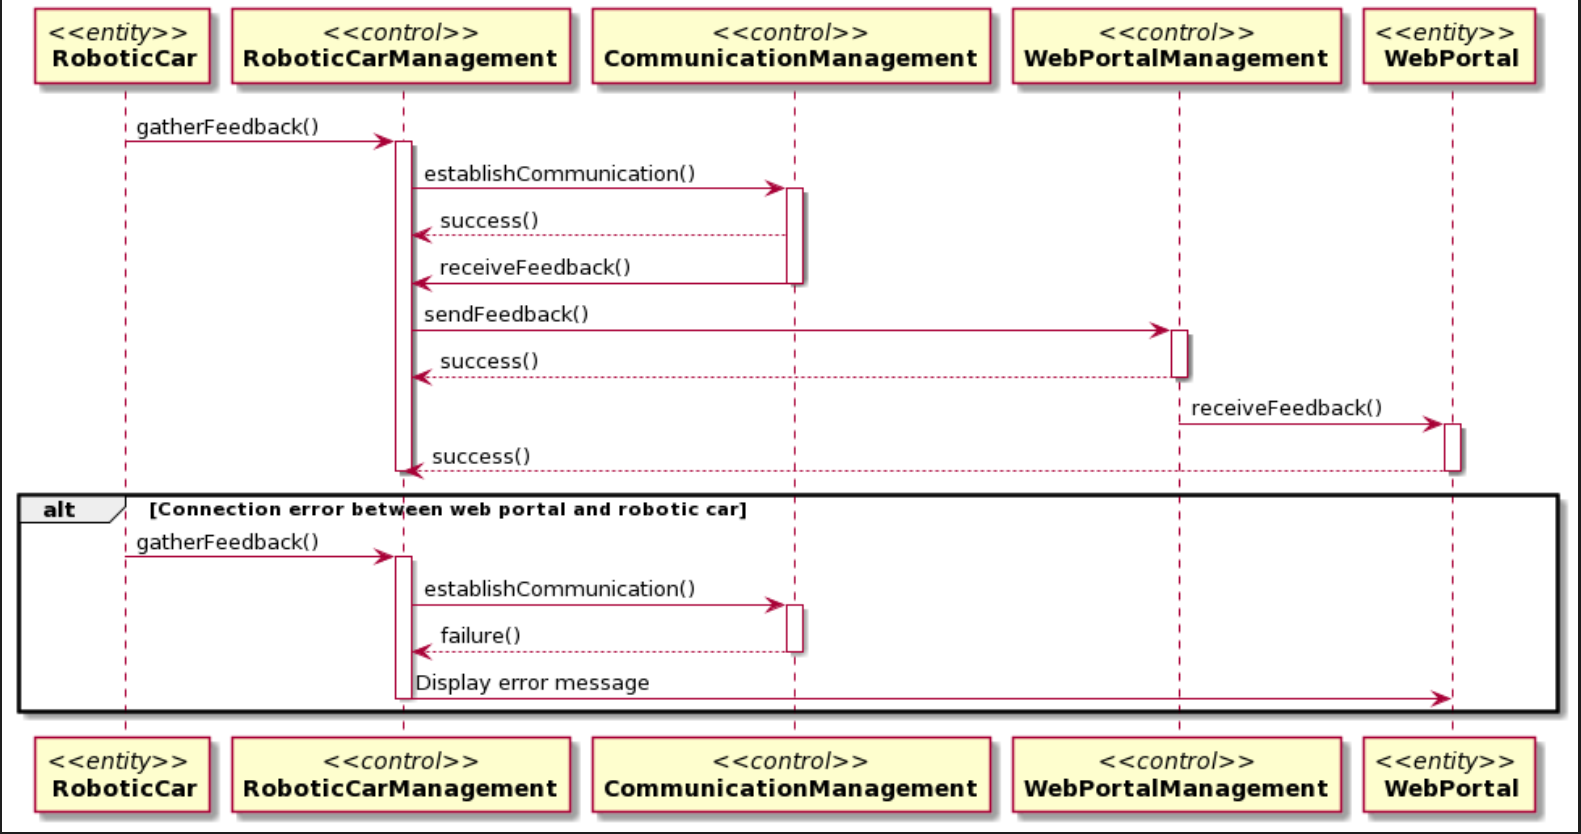 <<entity>>
RoboticCar
<<control>>
RoboticCarManagement
<<control>>
CommunicationManagement
<<control>>
WebPortalManagement
<<entity>>
WebPortal
gatherFeedback()
establishCommunication()
success()
receiveFeedback()
sendFeedback()
success()
receiveFeedback()
success()
alt
[Connection error between web portal and robotic car]
gatherFeedback()
establishCommunication()
failure()
Display error message
<<entity>>
RoboticCar
<<control>>
RoboticCarManagement
<<control>>
CommunicationManagement
<<control>>
WebPortalManagement
<<entity>>
WebPortal